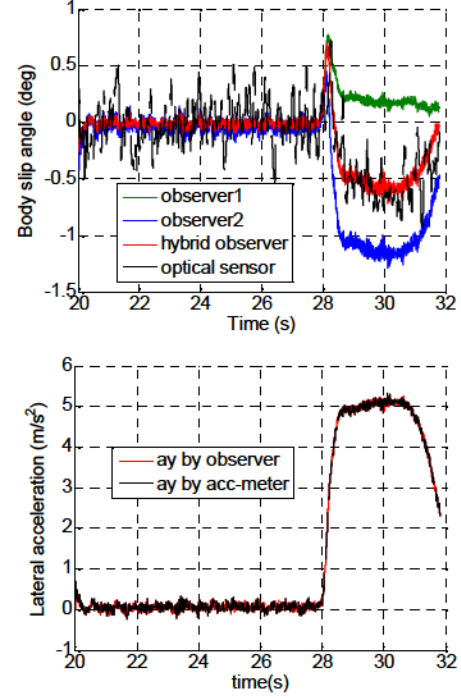 1
0.5
0
-0.5
-1
-1.5
Body slip angle (deg)
observer1
observer2
hybrid observer
optical sensor
20 22 24 26 28 30 32
Time (s)
6
5
4
3
2
1
0
-1
Lateral acceleration (m/s²)
ay by observer
ay by acc-meter
20 22 24 26 28 30 32
time(s)